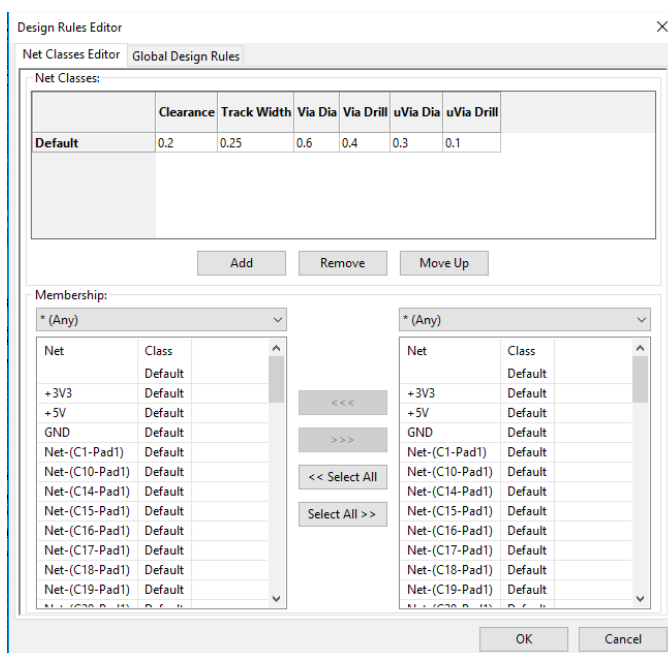 Design Rules Editor
Net Classes Editor Global Design Rules
Net Classes:
Clearance Track Width Via Dia Via Drill uVia Dia uVia Drill
Default 0.2 0.25 0.6 0.4 0.3 0.1
Add Remove Move Up
Membership:
* (Any) * (Any)
Net Class Net Class
Default Default
+3V3 Default <<< +3V3 Default
+5V Default +5V Default
GND Default >>> GND Default
Net-(C1-Pad1) Default Net-(C1-Pad1) Default
Net-(C10-Pad1) Default << Select All Net-(C10-Pad1) Default
Net-(C14-Pad1) Default Net-(C14-Pad1) Default
Net-(C15-Pad1) Default Select All >> Net-(C15-Pad1) Default
Net-(C16-Pad1) Default Net-(C16-Pad1) Default
Net-(C17-Pad1) Default Net-(C17-Pad1) Default
Net-(C18-Pad1) Default Net-(C18-Pad1) Default
Net-(C19-Pad1) Default Net-(C19-Pad1) Default
OK Cancel